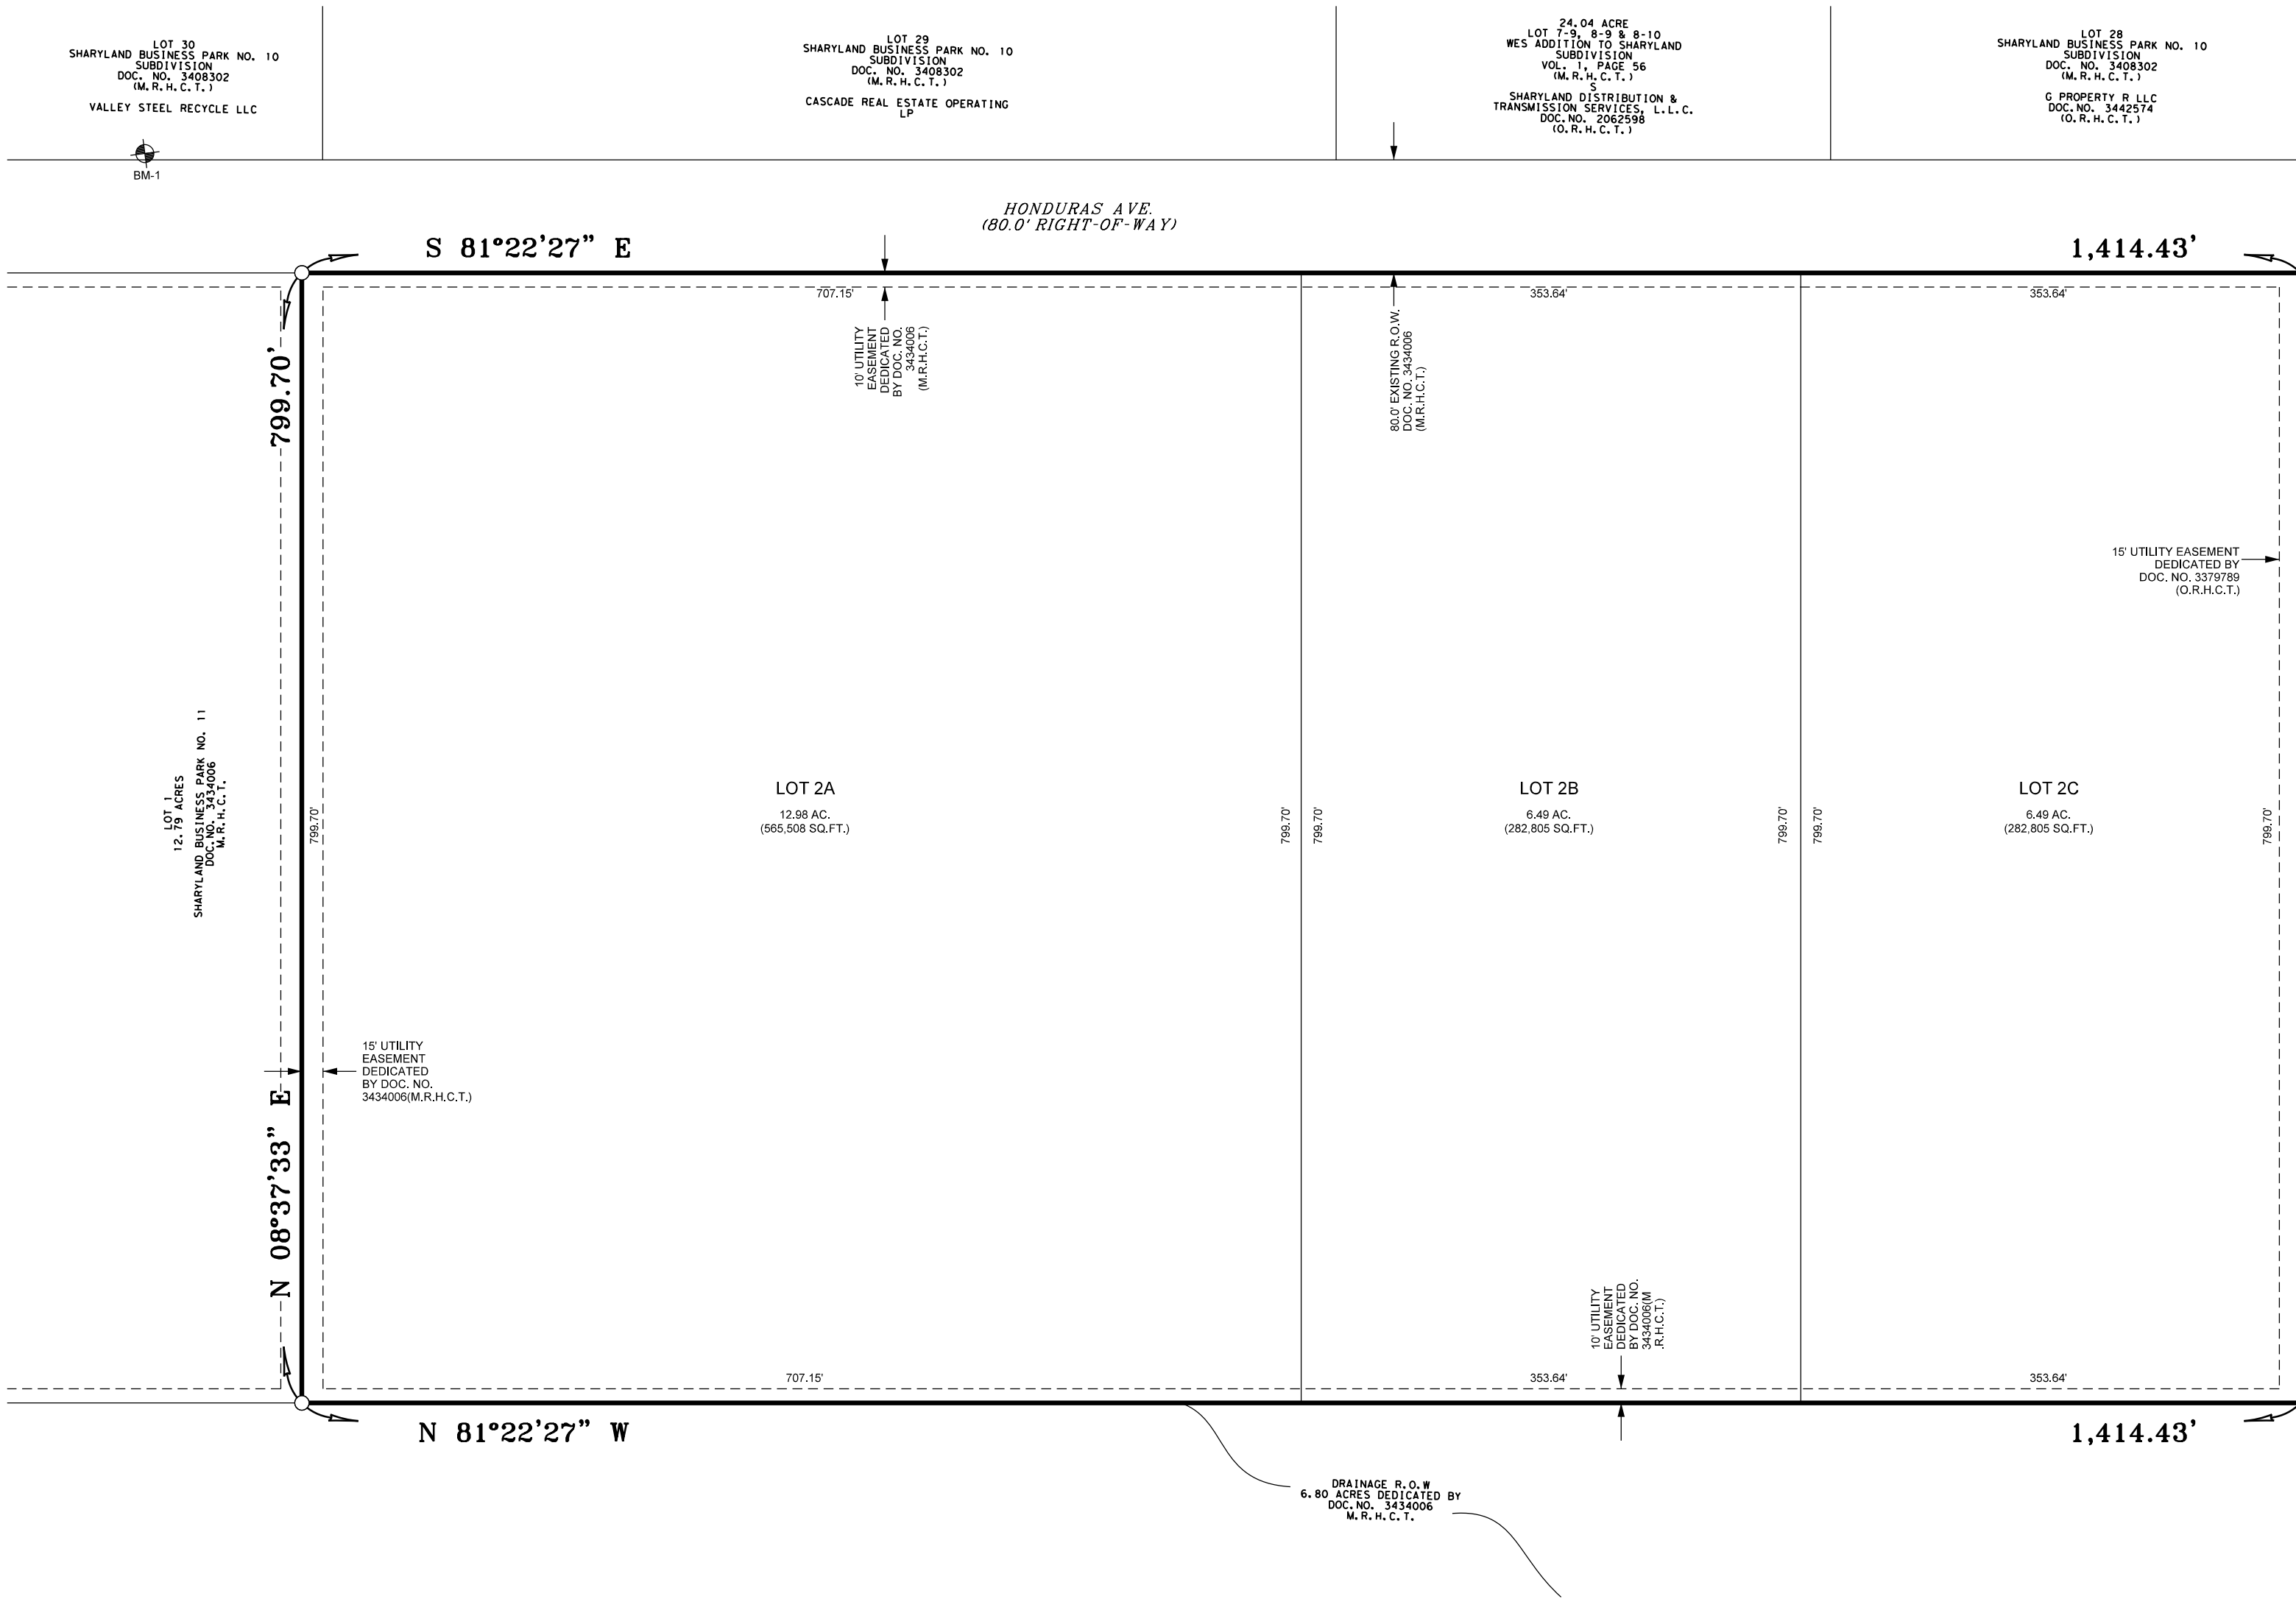 LOT 30
SHARYLAND BUSINESS PARK NO. 10
SUBDIVISION
DOC. NO. 3408302
(M.R.H.C.T.)
VALLEY STEEL RECYCLE LLC
BM-1
LOT 29
SHARYLAND BUSINESS PARK NO. 10
SUBDIVISION
DOC. NO. 3408302
(M.R.H.C.T.)
CASCADE REAL ESTATE OPERATING
LP
24.04 ACRE
LOT 7-9, 8-9 & 8-10
WES ADDITION TO SHARYLAND
SUBDIVISION
VOL. 1, PAGE 56
(M.R.H.C.T.)
S
SHARYLAND DISTRIBUTION &
TRANSMISSION SERVICES, L.L.C.
DOC.NO. 2062598
(O.R.H.C.T.)
LOT 28
SHARYLAND BUSINESS PARK NO. 10
SUBDIVISION
DOC. NO. 3408302
(M.R.H.C.T.)
G PROPERTY R LLC
DOC.NO. 3442574
(O.R.H.C.T.)
HONDURAS AVE.
(80.0' RIGHT-OF-WAY)
S 81°22'27" E
1,414.43'
707.15'
353.64'
353.64'
10' UTILITY
EASEMENT
DEDICATED
BY DOC. NO.
3434006
(M.R.H.C.T.)
80.0' EXISTING R.O.W.
DOC. NO. 3434006
(M.R.H.C.T.)
799.70'
15' UTILITY EASEMENT
DEDICATED BY
DOC. NO. 3379789
(O.R.H.C.T.)
LOT 1
12.79 ACRES
SHARYLAND BUSINESS PARK NO. 11
DOC.NO. 3434006
M.R.H.C.T.
799.70'
LOT 2A
12.98 AC.
(565,508 SQ.FT.)
799.70'
799.70'
LOT 2B
6.49 AC.
(282,805 SQ.FT.)
799.70'
799.70'
LOT 2C
6.49 AC.
(282,805 SQ.FT.)
799.70'
15' UTILITY
EASEMENT
DEDICATED
BY DOC. NO.
3434006(M.R.H.C.T.)
N 08°37'33" E
10' UTILITY
EASEMENT
DEDICATED
BY DOC. NO.
3434006(M
.R.H.C.T.)
707.15'
353.64'
353.64'
N 81°22'27" W
1,414.43'
DRAINAGE R.O.W
6.80 ACRES DEDICATED BY
DOC.NO. 3434006
M.R.H.C.T.